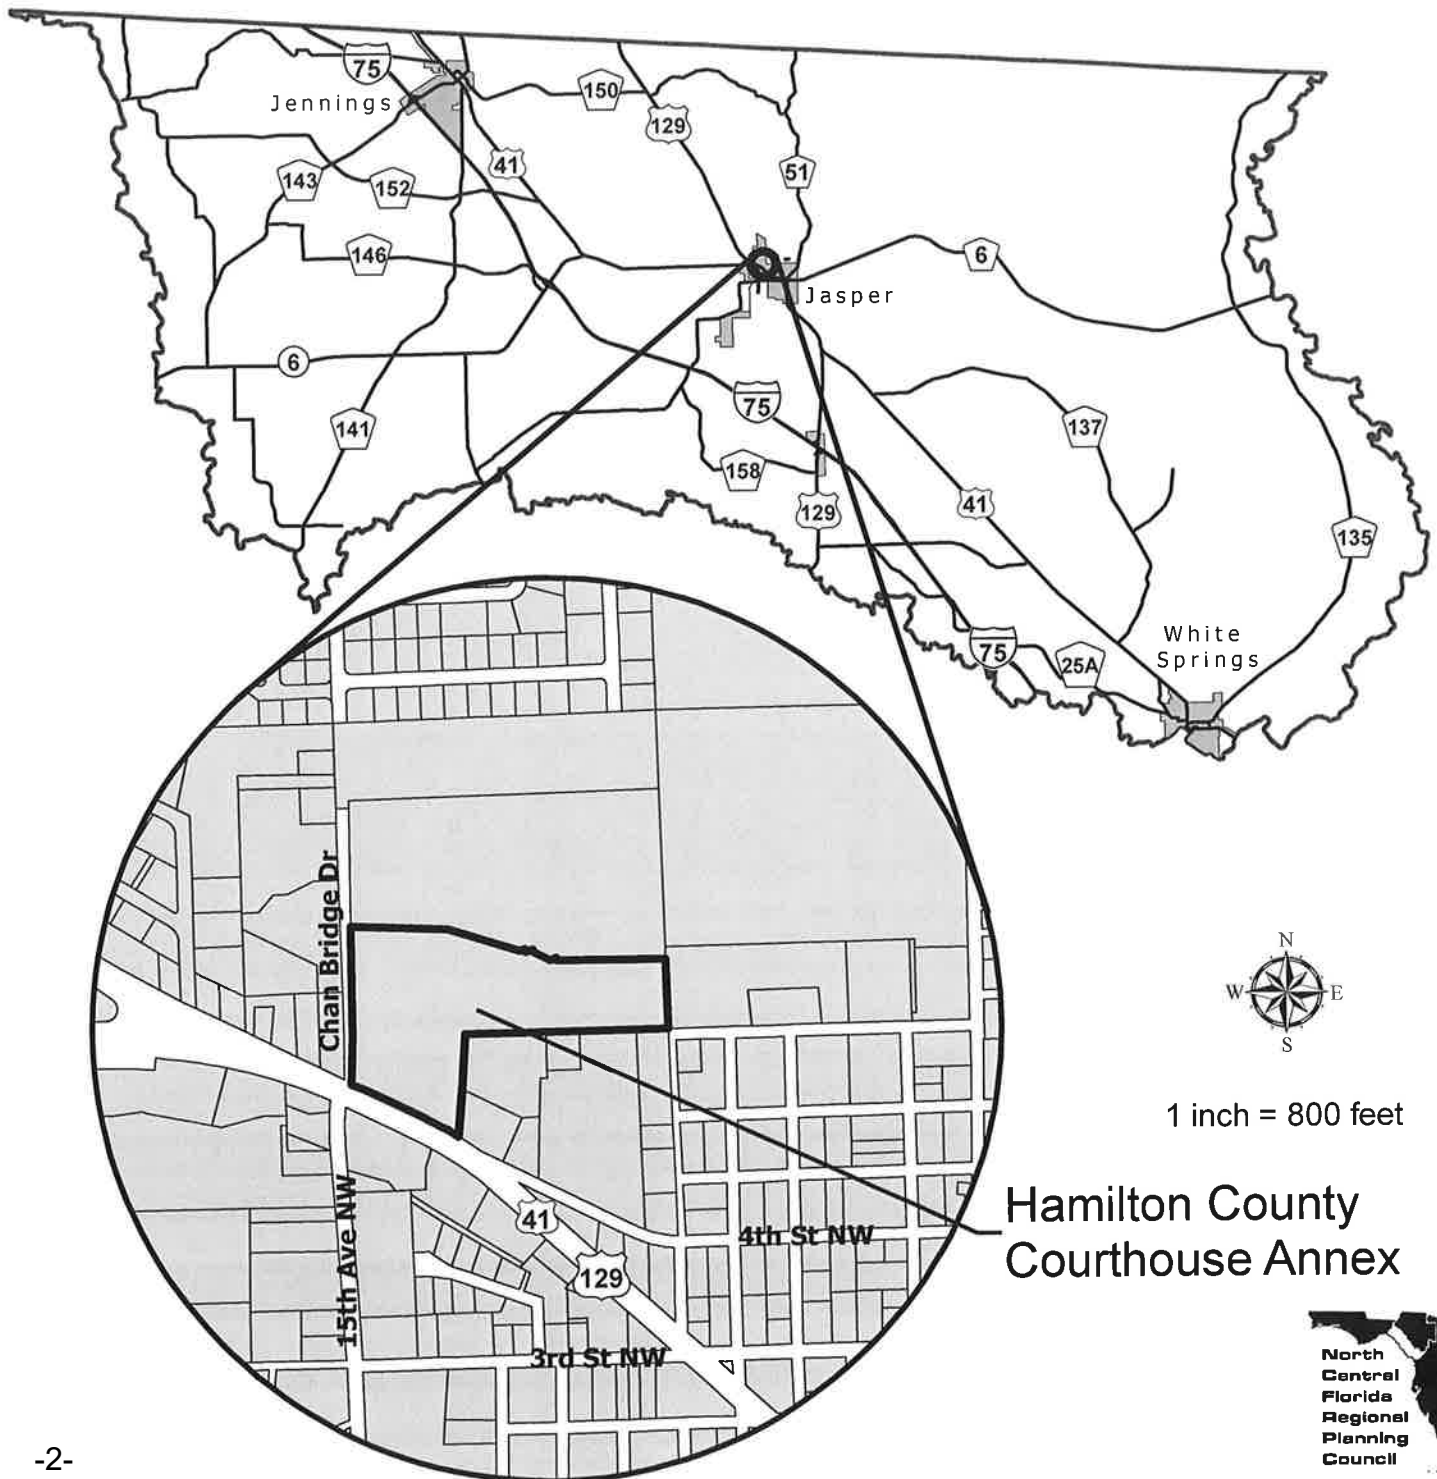 75
Jennings
150
129
41
51
143
152
146
6
Jasper
6
75
141
137
158
41
129
135
White
Springs
75
25A
Chan Bridge Dr
N
W
E
S
1 inch = 800 feet
Hamilton County
Courthouse Annex
15th Ave NW
41
4th St NW
129
3rd St NW
North
Central
Florida
Regional
Planning
Council
-2-